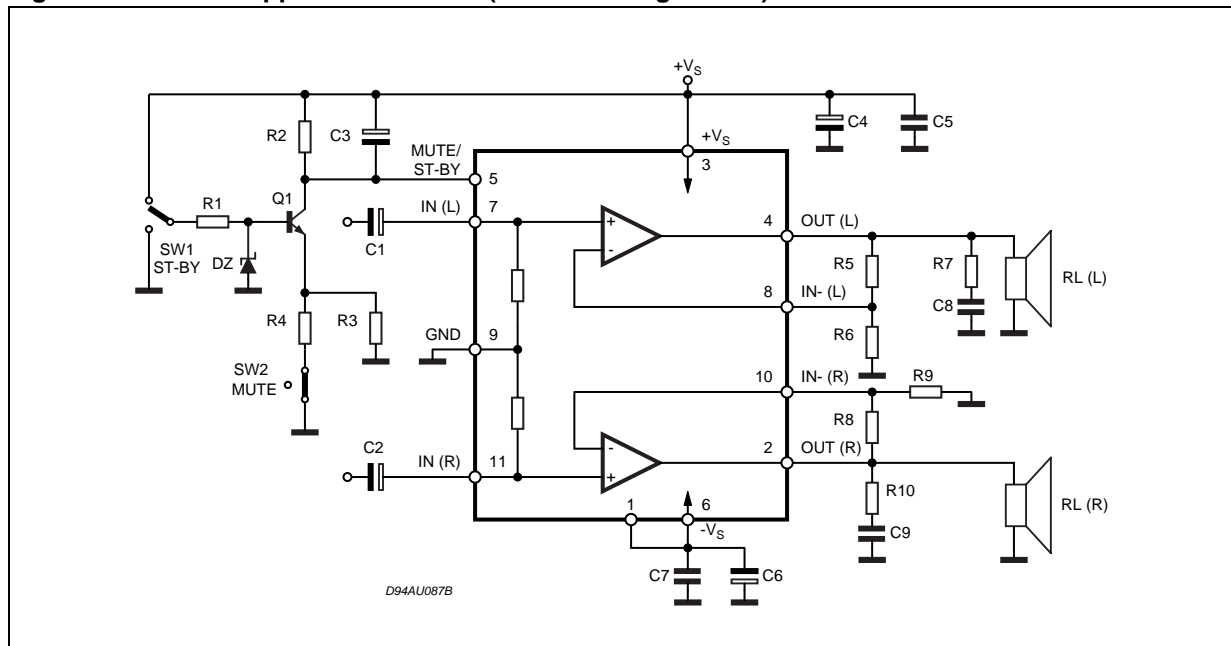 +VS
R2
C3
C4
C5
+VS
MUTE/
ST-BY
3
5
R1
Q1
IN (L)
7
4
OUT (L)
C1
SW1
ST-BY
DZ
R5
R7
RL (L)
8
IN- (L)
C8
R4
R3
GND
9
R6
SW2
MUTE
10
IN- (R)
R9
R8
C2
IN (R)
11
2
OUT (R)
R10
RL (R)
1
6
-VS
C9
C7
C6
D94AU087B
+
-
-
+